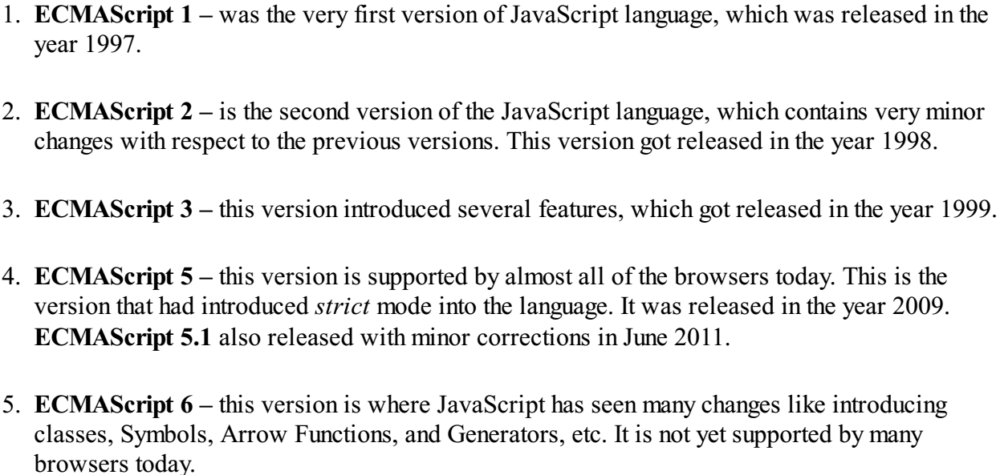 1. ECMAScript 1 – was the very first version of JavaScript language, which was released in the
year 1997.
2. ECMAScript 2 – is the second version of the JavaScript language, which contains very minor
changes with respect to the previous versions. This version got released in the year 1998.
3. ECMAScript 3 – this version introduced several features, which got released in the year 1999.
4. ECMAScript 5 – this version is supported by almost all of the browsers today. This is the
version that had introduced strict mode into the language. It was released in the year 2009.
ECMAScript 5.1 also released with minor corrections in June 2011.
5. ECMAScript 6 – this version is where JavaScript has seen many changes like introducing
classes, Symbols, Arrow Functions, and Generators, etc. It is not yet supported by many
browsers today.